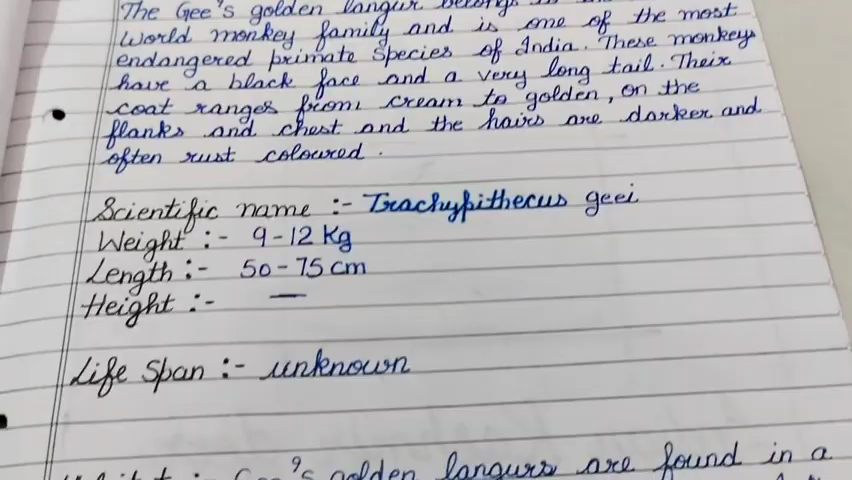 The Gee's golden langur belongs
World monkey family and is one of the most
endangered primate species of India. These monkeys
have a black face and a very long tail. Their
coat ranges from cream to golden, on the
flanks and chest and the hairs are darker and
often rust coloured.
Scientific name :- Trachypithecus geei
Weight :- 9-12 Kg
Length :- 50-75 cm
Height :- —
Life Span :- unknown
Gee's golden langurs are found in a